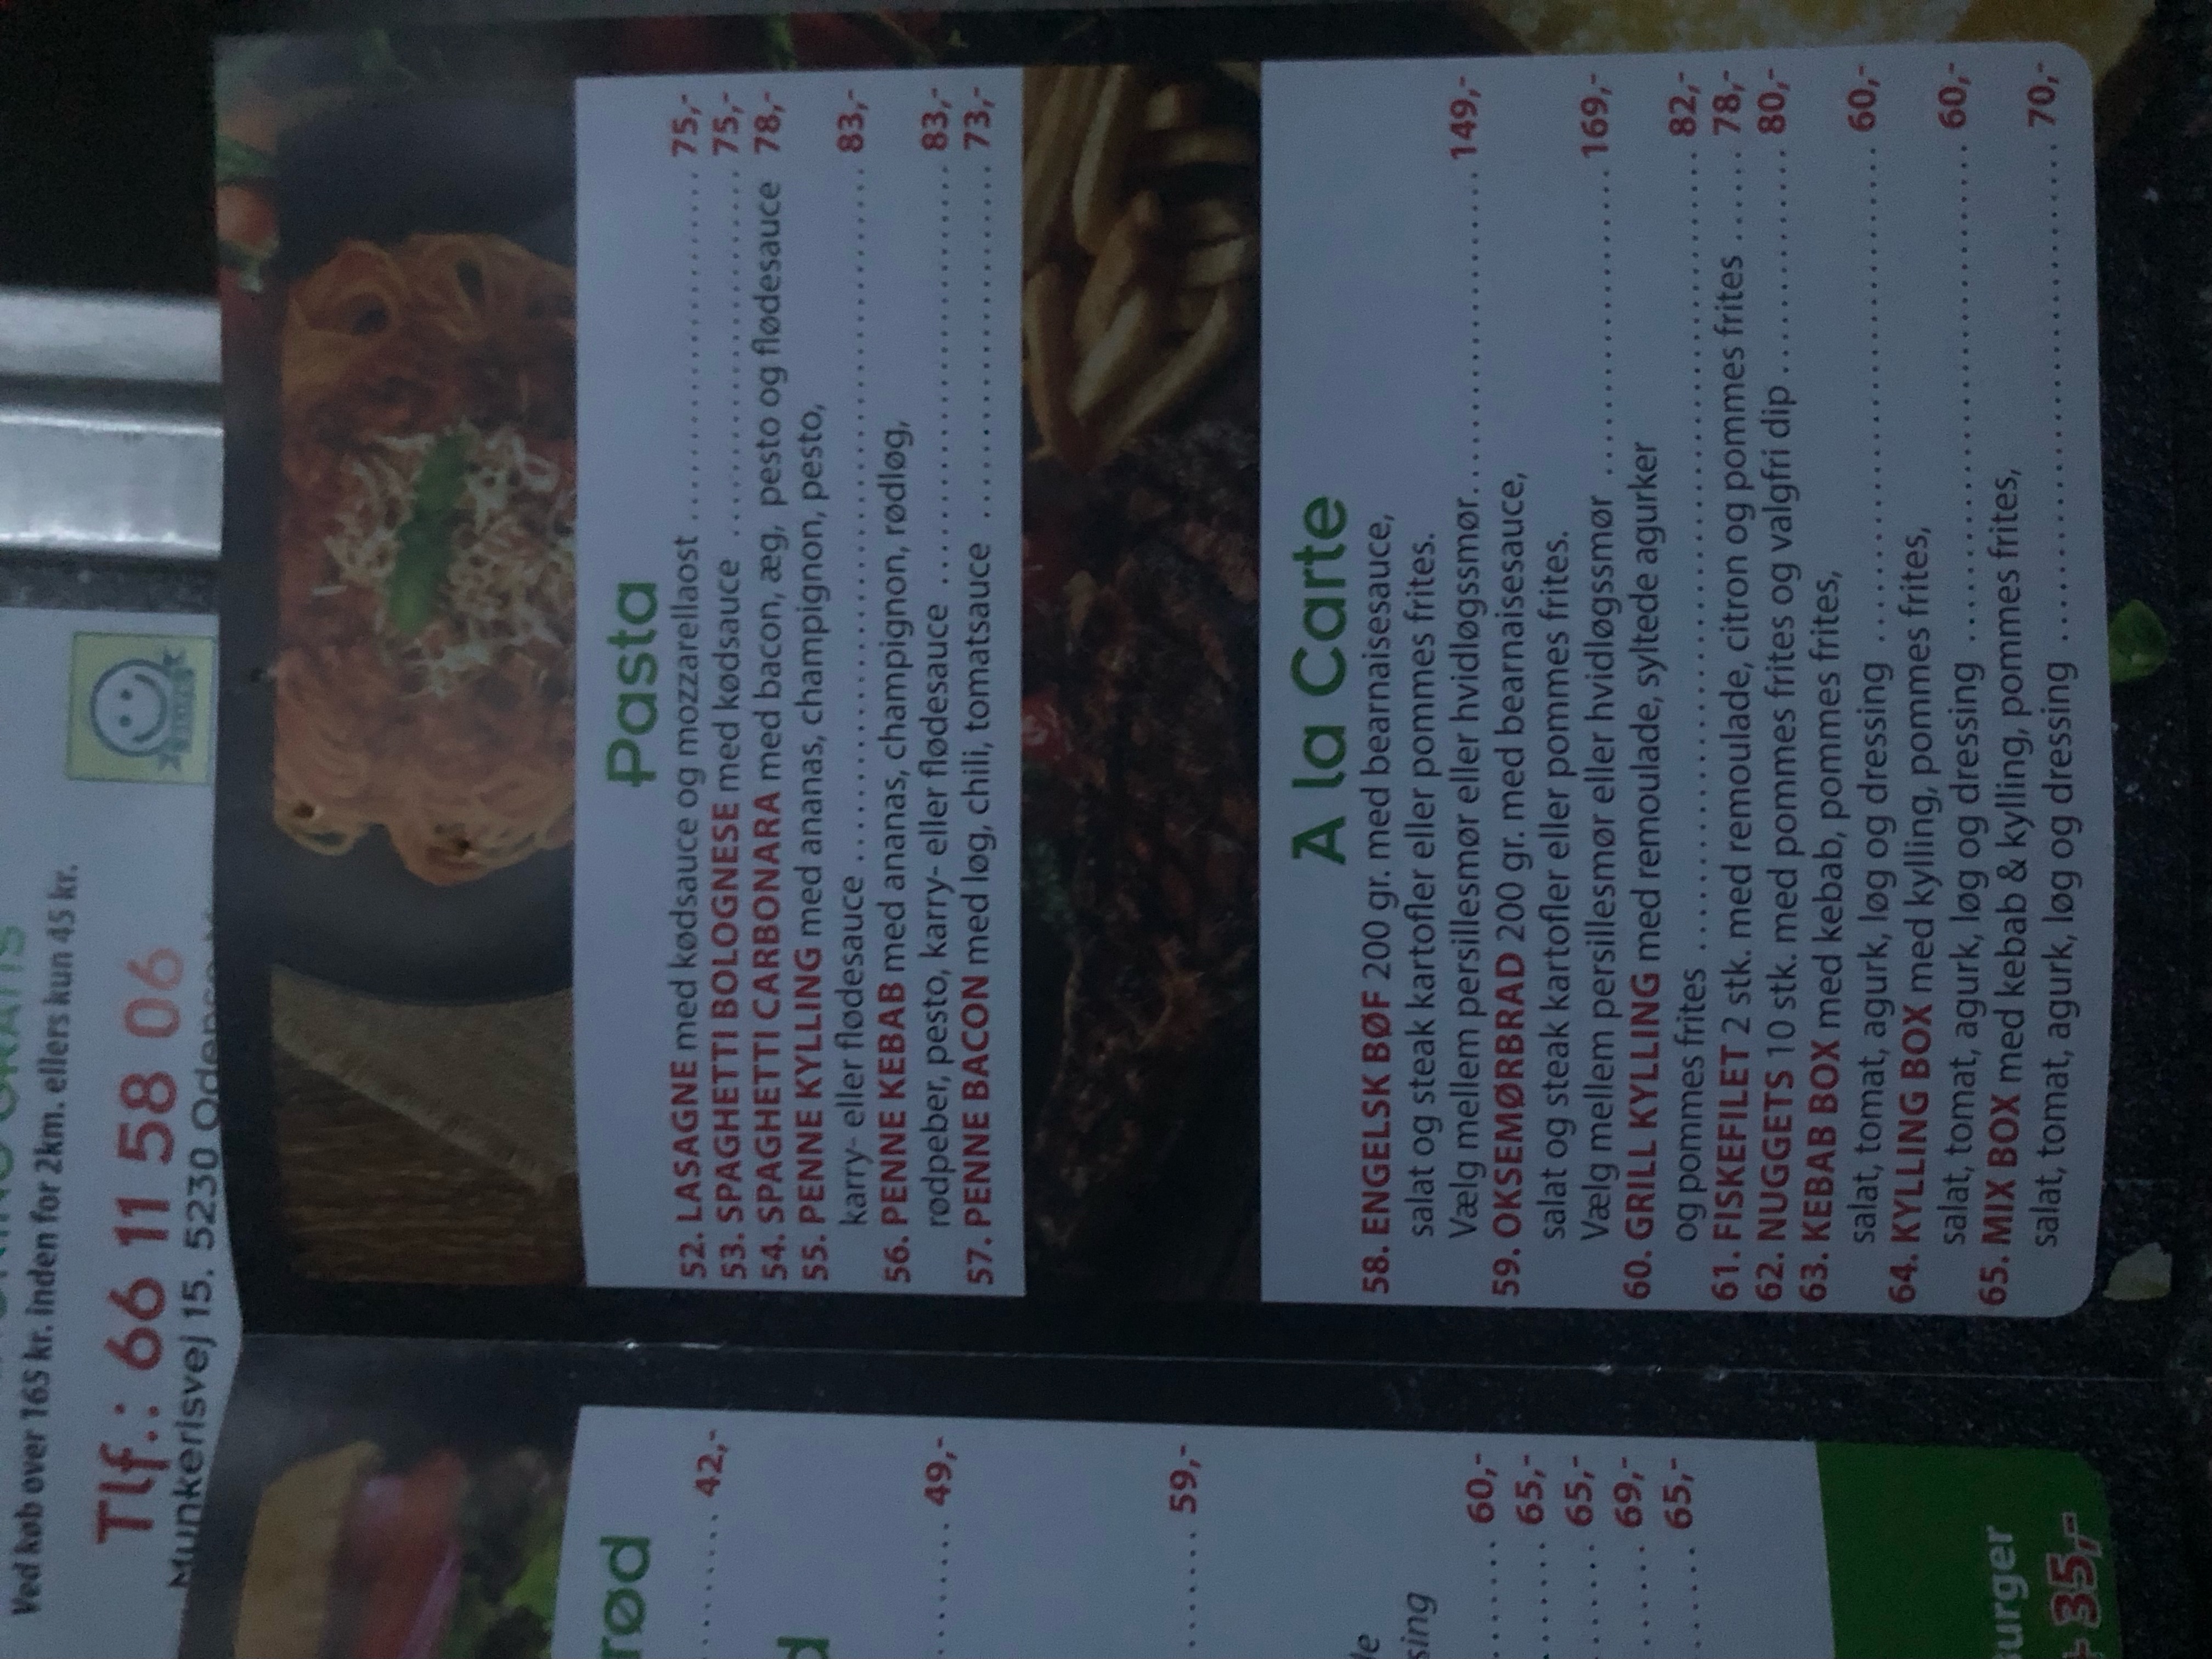 GRATIS
Ved køb over 165 kr. inden for 2km. ellers kun 45 kr.
Tlf.: 66 11 58 06
Munkerisvej 15, 5230 Odense
rød
42,-
d
49,-
59,-
le
sing
60,-
65,-
65,-
69,-
65,-
Burger
+ 35,-
Pasta
52. LASAGNE med kødsauce og mozzarellaost ........................ 75,-
53. SPAGHETTI BOLOGNESE med kødsauce ........................ 75,-
54. SPAGHETTI CARBONARA med bacon, æg, pesto og flødesauce 78,-
55. PENNE KYLLING med ananas, champignon, pesto,
karry- eller flødesauce ........................ 83,-
56. PENNE KEBAB med ananas, champignon, rødløg,
rødpeber, pesto, karry- eller flødesauce ........................ 83,-
57. PENNE BACON med løg, chili, tomatsauce ........................ 73,-
A la Carte
58. ENGELSK BØF 200 gr. med bearnaisesauce,
salat og steak kartofler eller pommes frites.
Vælg mellem persillesmør eller hvidløgssmør........................ 149,-
59. OKSEMØRBRAD 200 gr. med bearnaisesauce,
salat og steak kartofler eller pommes frites.
Vælg mellem persillesmør eller hvidløgssmør ........................ 169,-
60. GRILL KYLLING med remoulade, syltede agurker
og pommes frites ........................ 82,-
61. FISKEFILET 2 stk. med remoulade, citron og pommes frites ...... 78,-
62. NUGGETS 10 stk. med pommes frites og valgfri dip .............. 80,-
63. KEBAB BOX med kebab, pommes frites,
salat, tomat, agurk, løg og dressing ........................ 60,-
64. KYLLING BOX med kylling, pommes frites,
salat, tomat, agurk, løg og dressing ........................ 60,-
65. MIX BOX med kebab & kylling, pommes frites,
salat, tomat, agurk, løg og dressing ........................ 70,-